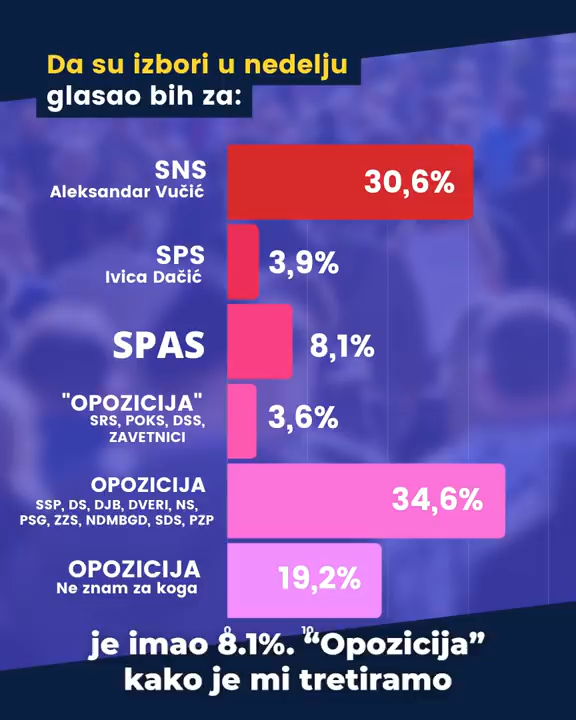 Da su izbori u nedelju
glasao bih za:
SNS
Aleksandar Vučić
30,6%
SPS
Ivica Dačić
3,9%
SPAS
8,1%
"OPOZICIJA"
SRS, POKS, DSS,
ZAVETNICI
3,6%
OPOZICIJA
SSP, DS, DJB, DVERI, NS,
PSG, ZZS, NDMBGD, SDS, PZP
34,6%
OPOZICIJA
Ne znam za koga
19,2%
0 10
je imao 8.1%. “Opozicija”
kako je mi tretiramo